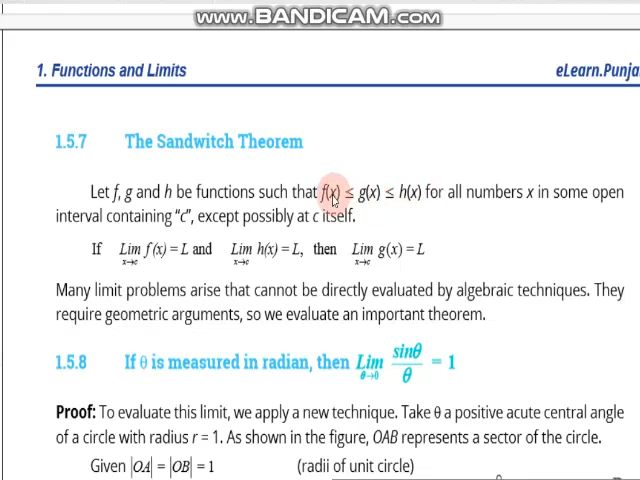 www.BANDICAM.com
1. Functions and Limits
eLearn.Punja
1.5.7 The Sandwitch Theorem
Let f, g and h be functions such that f(x) ≤ g(x) ≤ h(x) for all numbers x in some open
interval containing “c”, except possibly at c itself.
If Lim x→c f(x) = L and Lim x→c h(x) = L, then Lim x→c g(x) = L
Many limit problems arise that cannot be directly evaluated by algebraic techniques. They
require geometric arguments, so we evaluate an important theorem.
1.5.8 If θ is measured in radian, then Lim θ→0 sinθ/θ = 1
Proof: To evaluate this limit, we apply a new technique. Take θ a positive acute central angle
of a circle with radius r = 1. As shown in the figure, OAB represents a sector of the circle.
Given |OA| = |OB| = 1 (radii of unit circle)